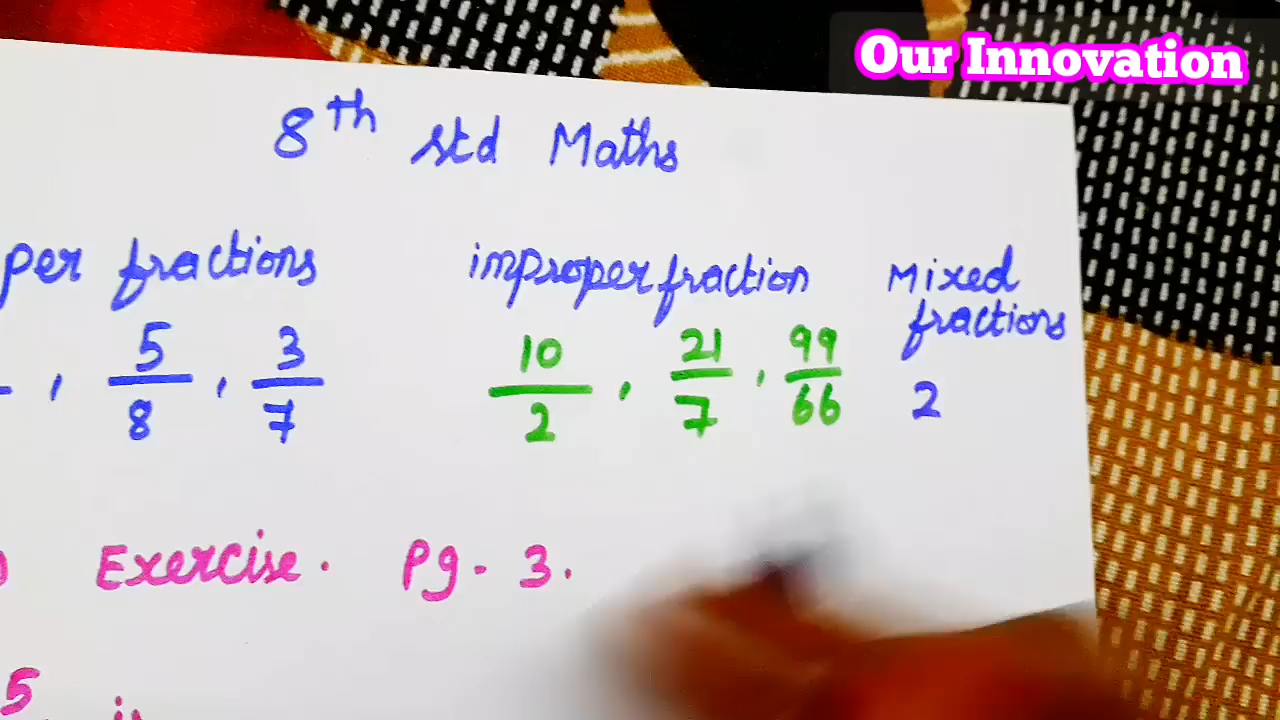 Our Innovation
8th std Maths
per fractions improper fraction Mixed fractions
, 5/8 , 3/7 10/2 , 21/7 , 99/66 2
Exercise. Pg. 3.
5 is